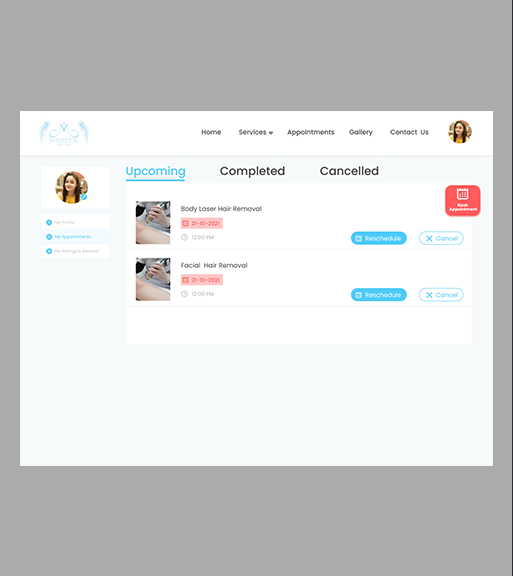 Home Services Appointments Gallery Contact Us
Upcoming Completed Cancelled
Book
Appointment
My Profile
My Appointments
My Ratings & Reviews
Body Laser Hair Removal
21-10-2021
12:00 PM
Reschedule Cancel
Facial Hair Removal
21-10-2021
12:00 PM
Reschedule Cancel